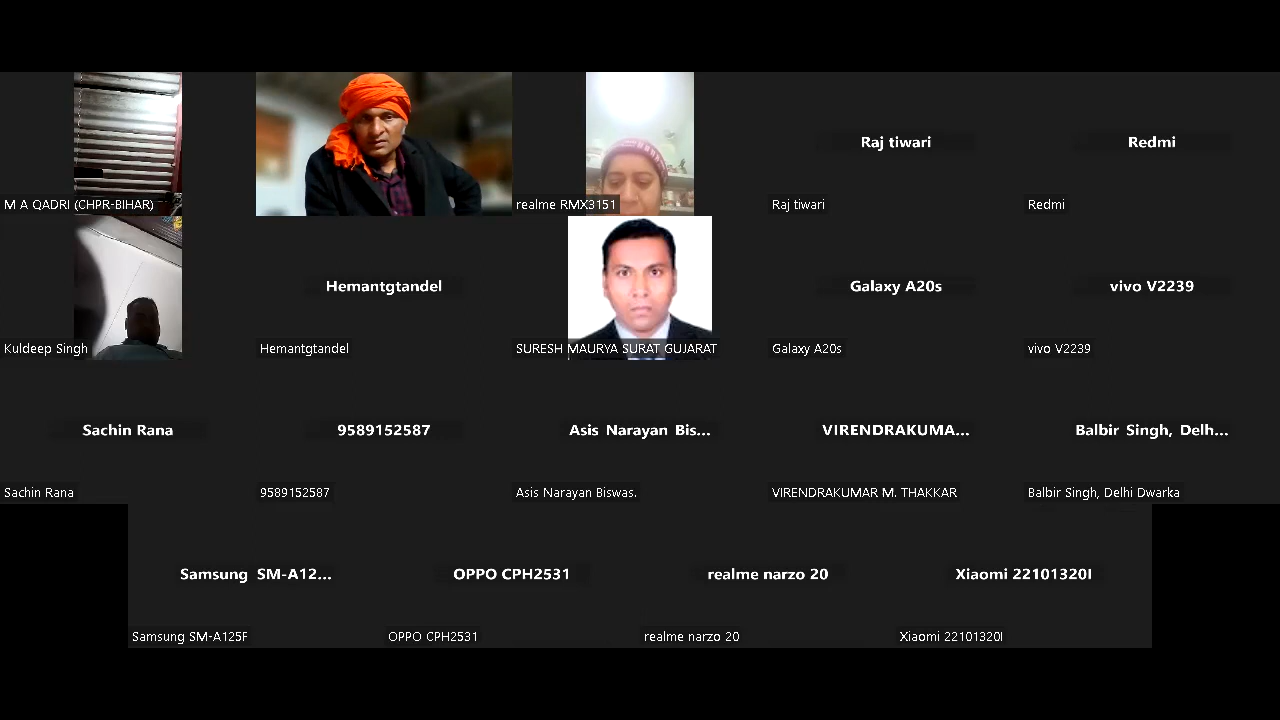 M A QADRI (CHPR-BIHAR)
realme RMX3151
Raj tiwari
Raj tiwari
Redmi
Redmi
Kuldeep Singh
Hemantgtandel
Hemantgtandel
SURESH MAURYA SURAT GUJARAT
Galaxy A20s
Galaxy A20s
vivo V2239
vivo V2239
Sachin Rana
Sachin Rana
9589152587
9589152587
Asis Narayan Bis...
Asis Narayan Biswas.
VIRENDRAKUMA...
VIRENDRAKUMAR M. THAKKAR
Balbir Singh, Delh...
Balbir Singh, Delhi Dwarka
Samsung SM-A12...
Samsung SM-A125F
OPPO CPH2531
OPPO CPH2531
realme narzo 20
realme narzo 20
Xiaomi 22101320I
Xiaomi 22101320I